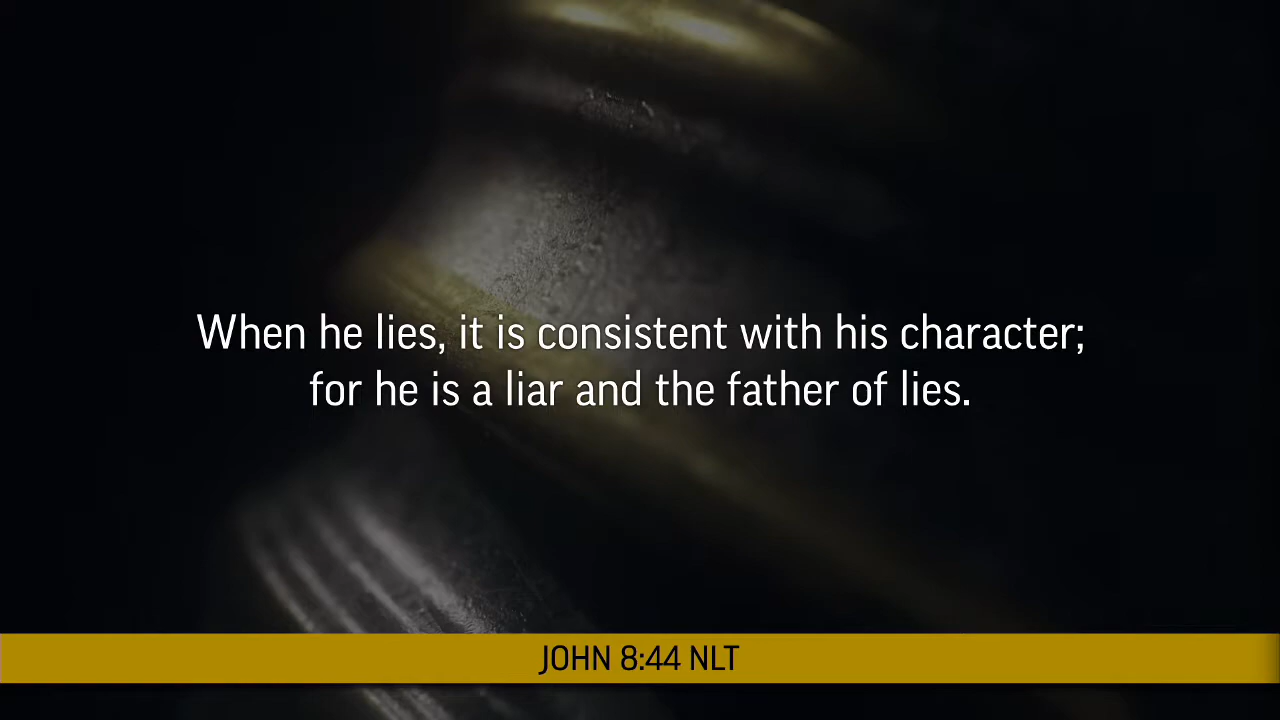 When he lies, it is consistent with his character;
for he is a liar and the father of lies.
JOHN 8:44 NLT